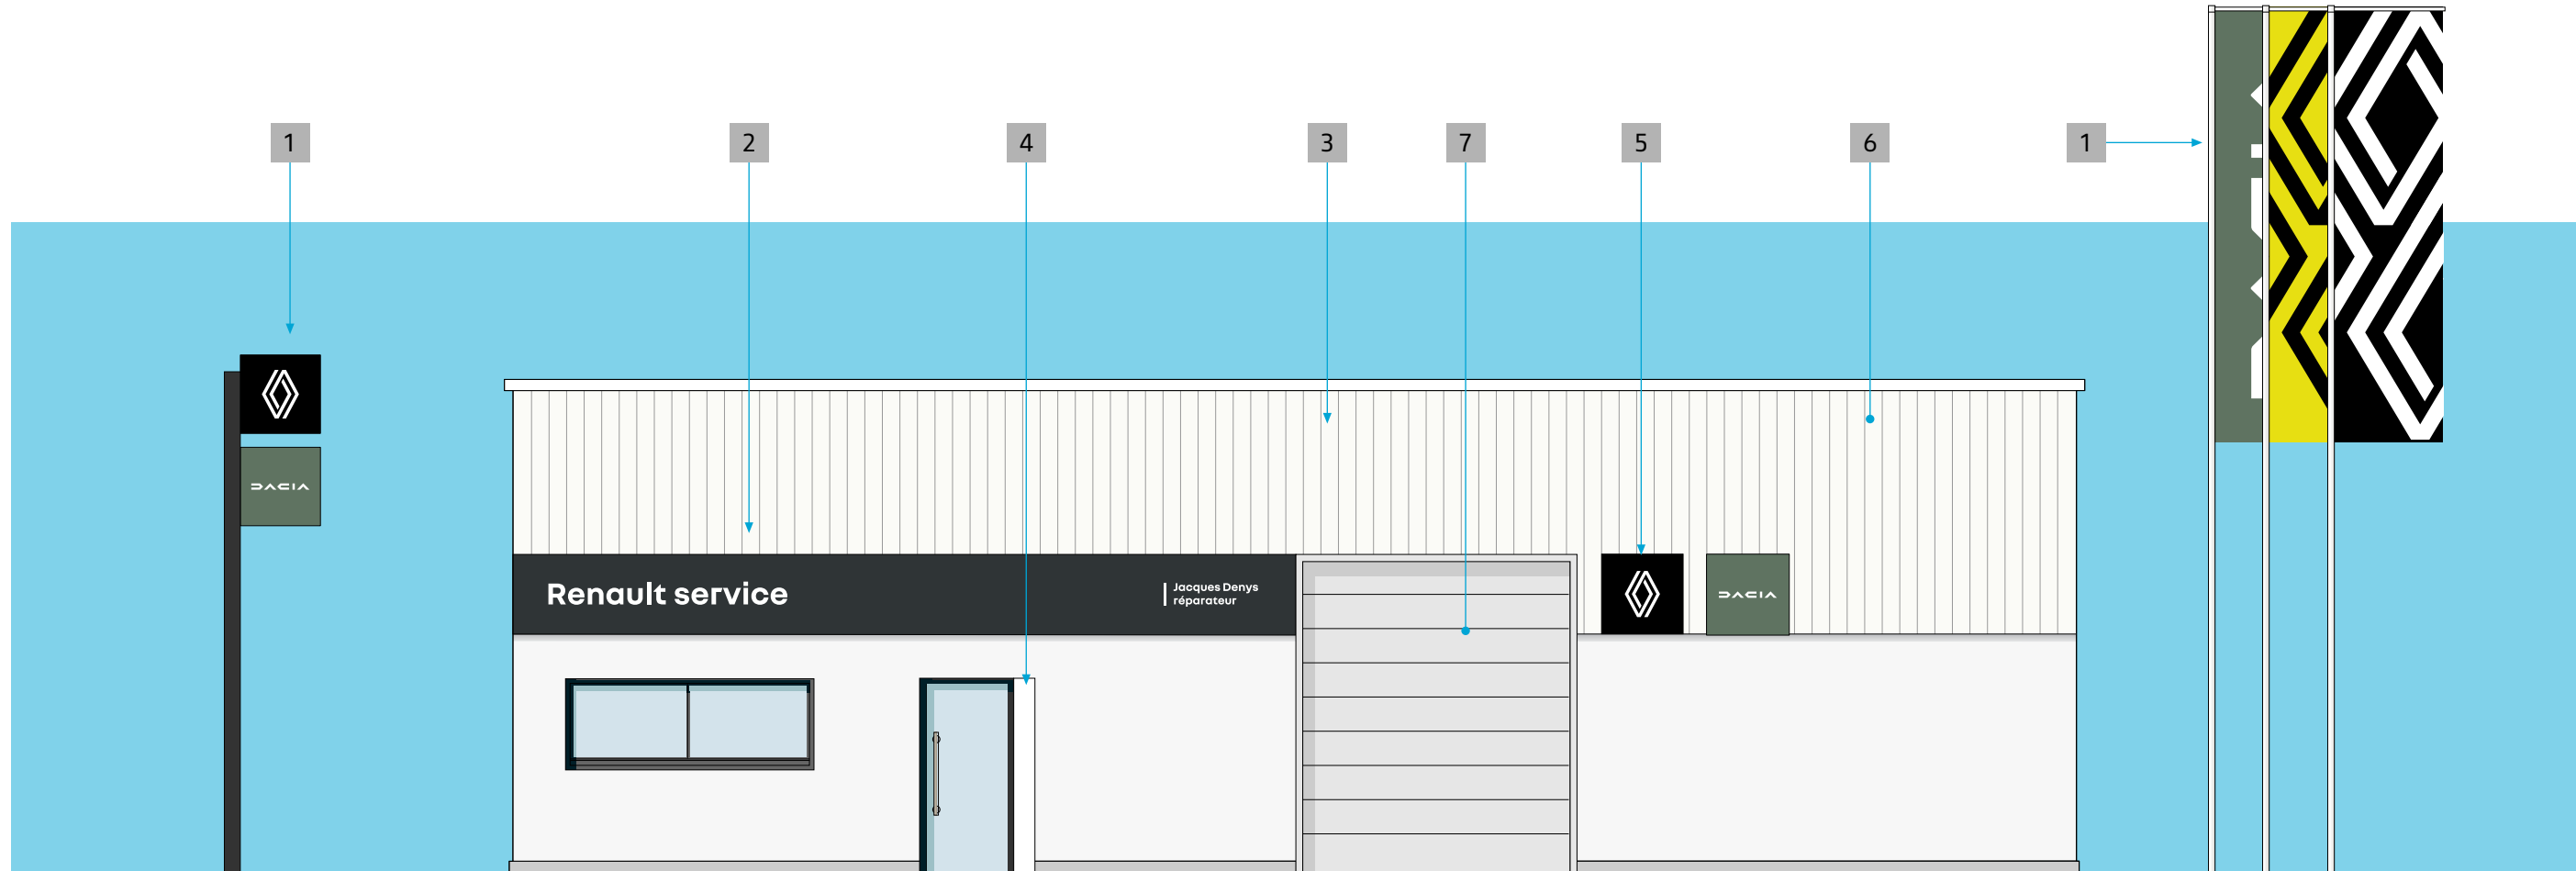 1
2
4
3
7
5
6
1
DACIA
Renault service
Jacques Denys
réparateur
DACIA